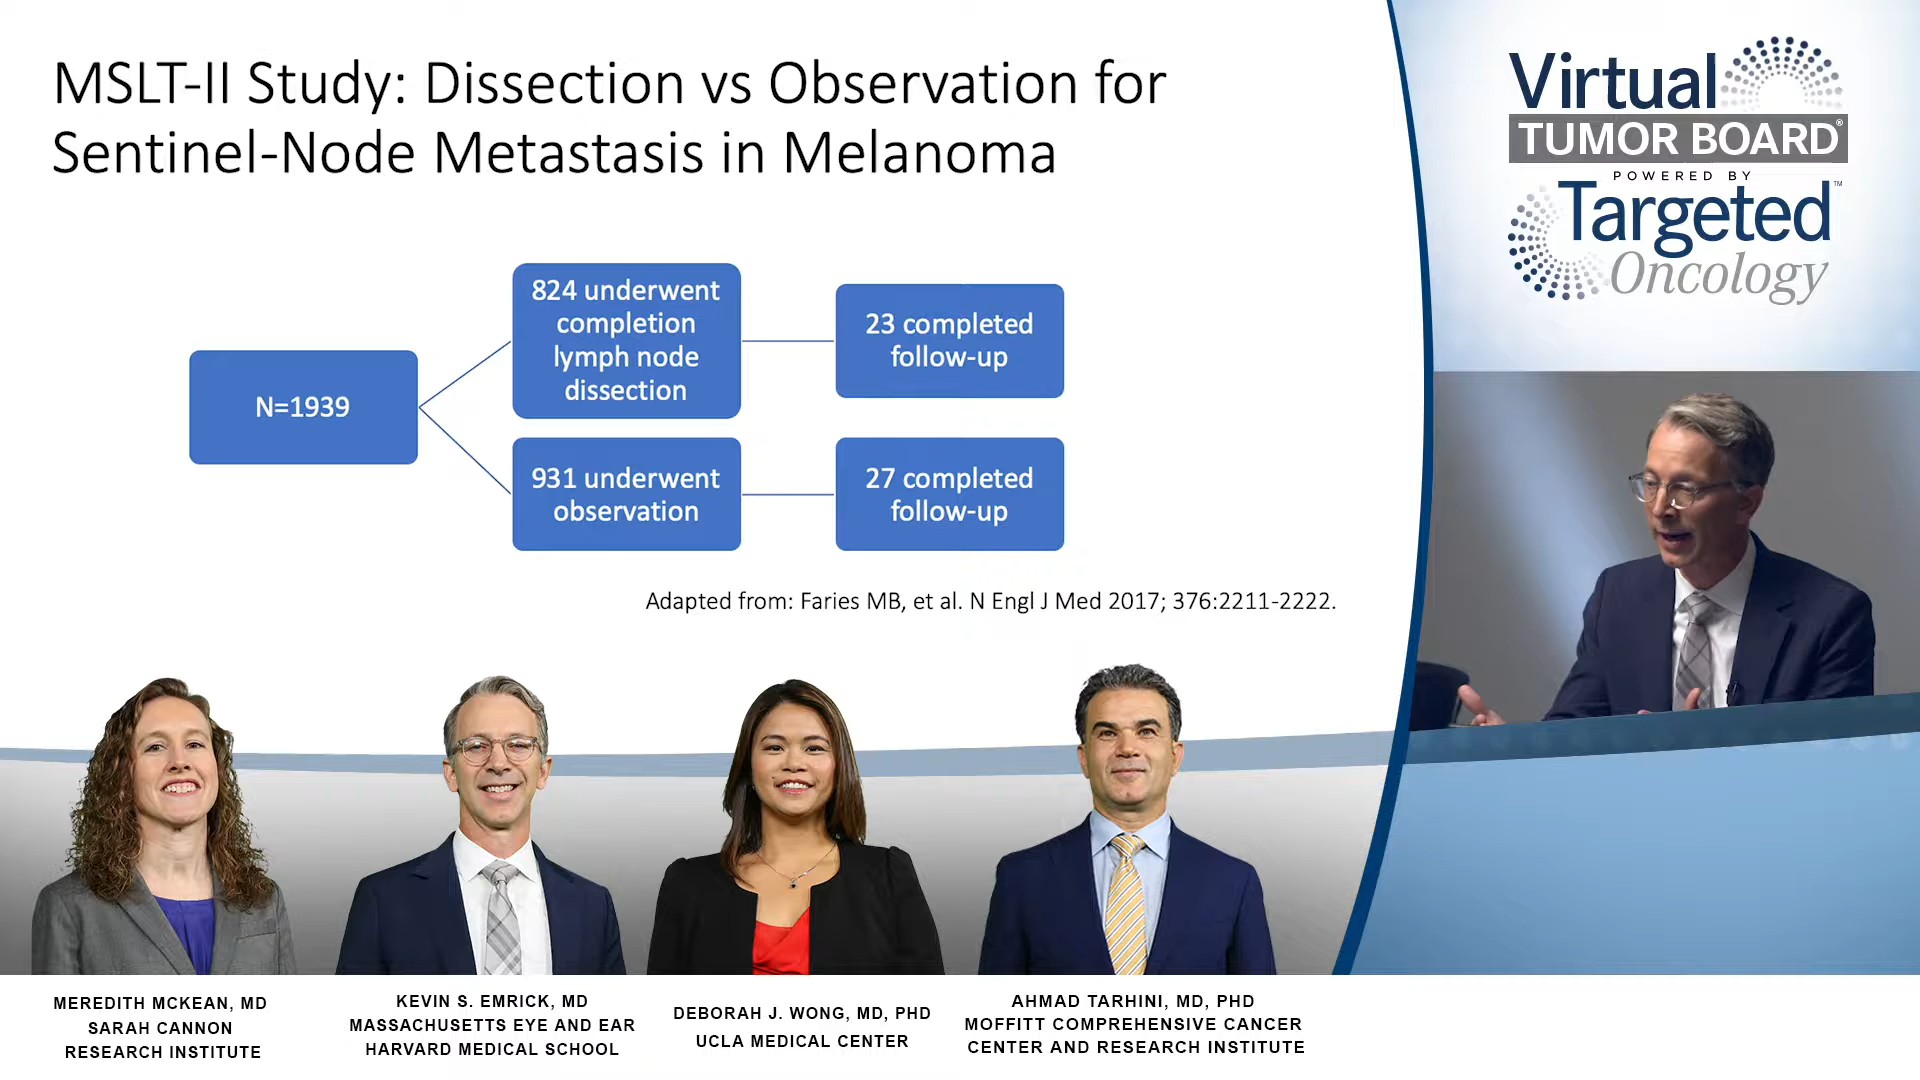 MSLT-II Study: Dissection vs Observation for
Sentinel-Node Metastasis in Melanoma
N=1939
824 underwent
completion
lymph node
dissection
23 completed
follow-up
931 underwent
observation
27 completed
follow-up
Adapted from: Faries MB, et al. N Engl J Med 2017; 376:2211-2222.
Virtual
TUMOR BOARD®
POWERED BY
Targeted™
Oncology
MEREDITH MCKEAN, MD
SARAH CANNON
RESEARCH INSTITUTE
KEVIN S. EMRICK, MD
MASSACHUSETTS EYE AND EAR
HARVARD MEDICAL SCHOOL
DEBORAH J. WONG, MD, PHD
UCLA MEDICAL CENTER
AHMAD TARHINI, MD, PHD
MOFFITT COMPREHENSIVE CANCER
CENTER AND RESEARCH INSTITUTE